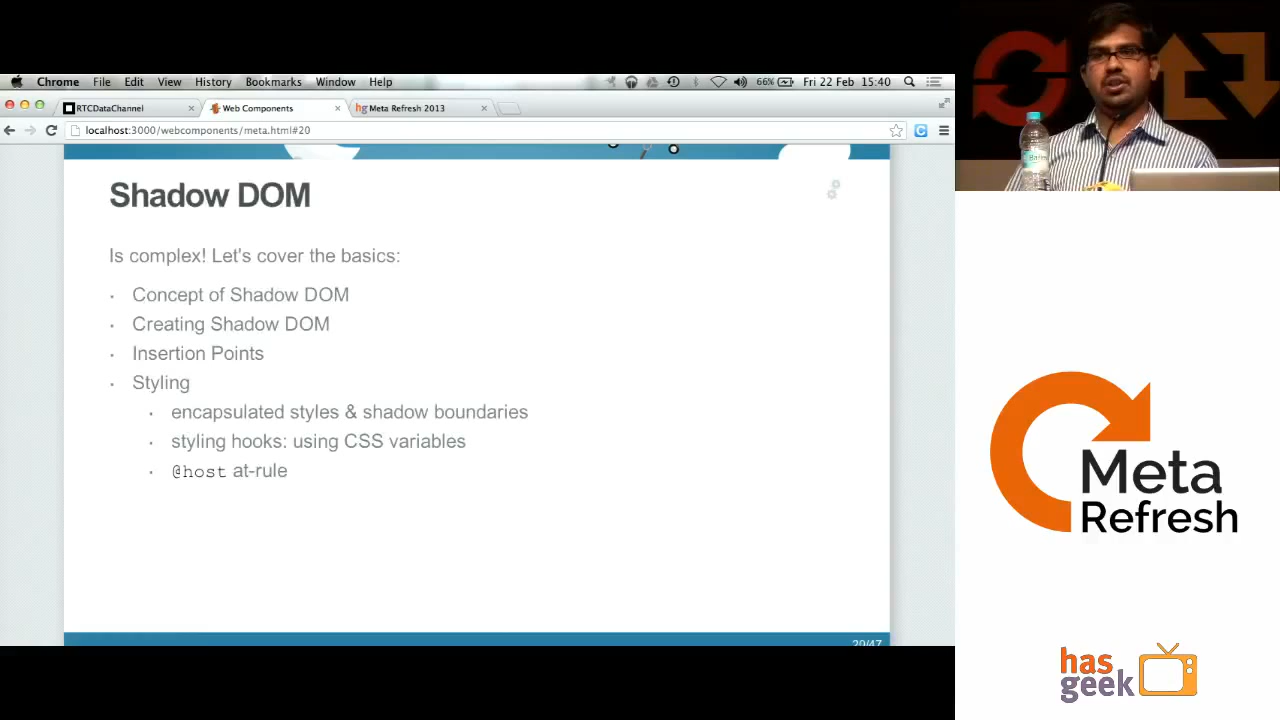 Chrome File Edit View History Bookmarks Window Help 66% Fri 22 Feb 15:40
RTCDataChannel Web Components hg Meta Refresh 2013
localhost:3000/webcomponents/meta.html#20
Shadow DOM
Is complex! Let's cover the basics:
• Concept of Shadow DOM
• Creating Shadow DOM
• Insertion Points
• Styling
• encapsulated styles & shadow boundaries
• styling hooks: using CSS variables
• @host at-rule
20/47
Meta
Refresh
has
geek